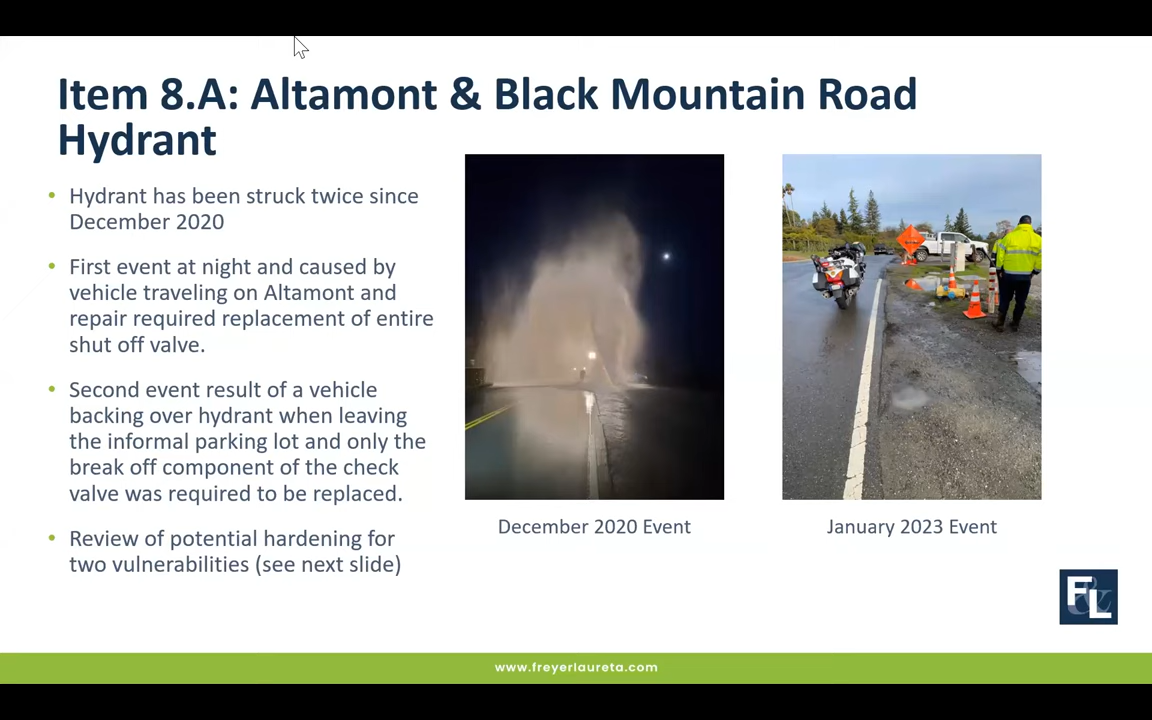 Item 8.A: Altamont & Black Mountain Road
Hydrant
• Hydrant has been struck twice since
December 2020
• First event at night and caused by
vehicle traveling on Altamont and
repair required replacement of entire
shut off valve.
• Second event result of a vehicle
backing over hydrant when leaving
the informal parking lot and only the
break off component of the check
valve was required to be replaced.
• Review of potential hardening for
two vulnerabilities (see next slide)
December 2020 Event
January 2023 Event
F&L
www.freyerlaureta.com